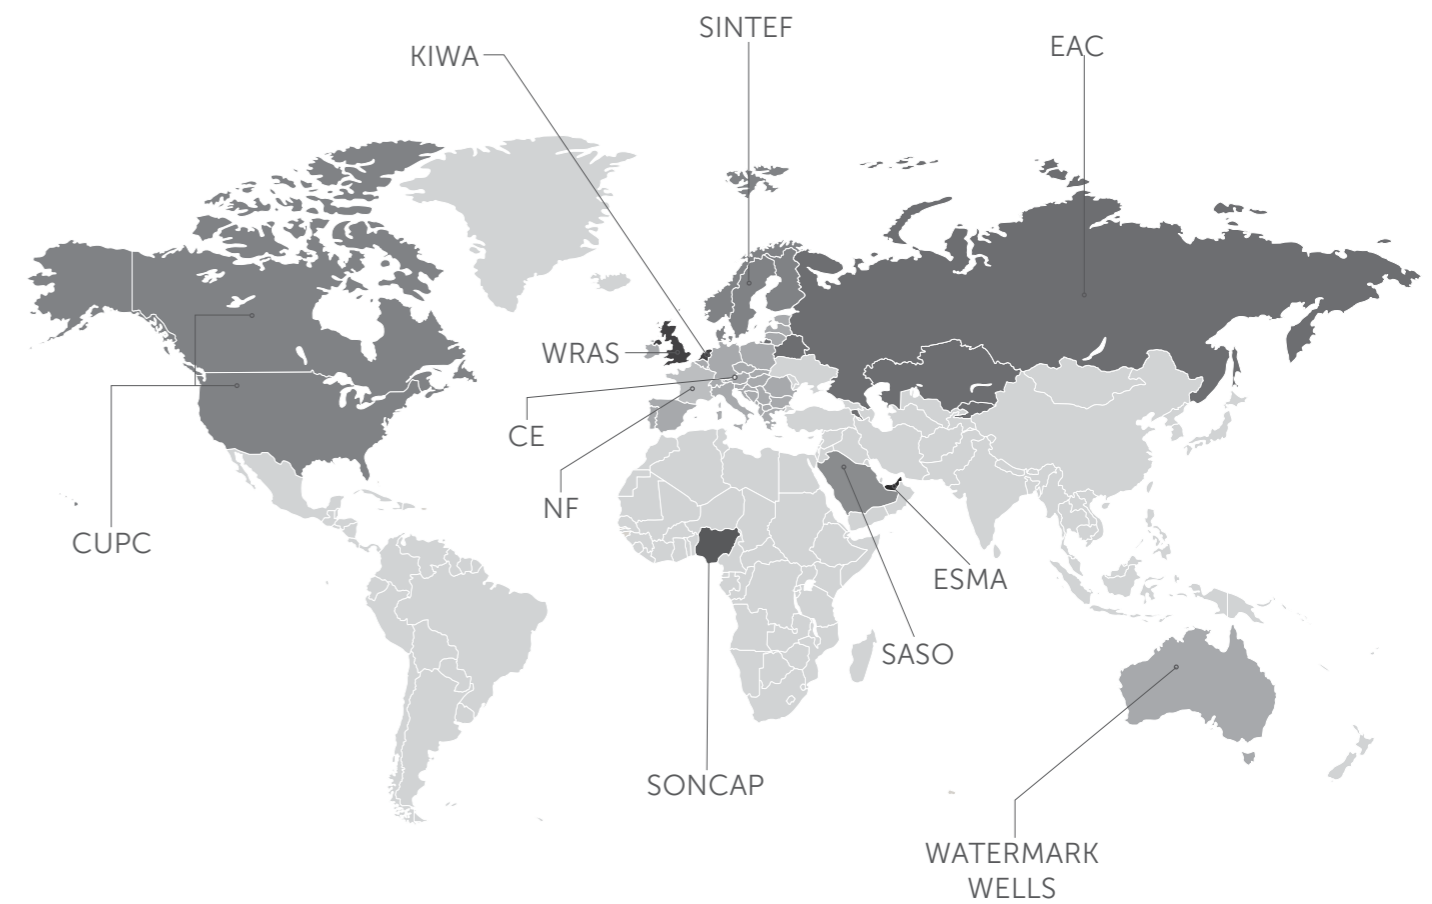 SINTEF
KIWA
EAC
WRAS
CE
NF
CUPC
ESMA
SASO
SONCAP
WATERMARK
WELLS